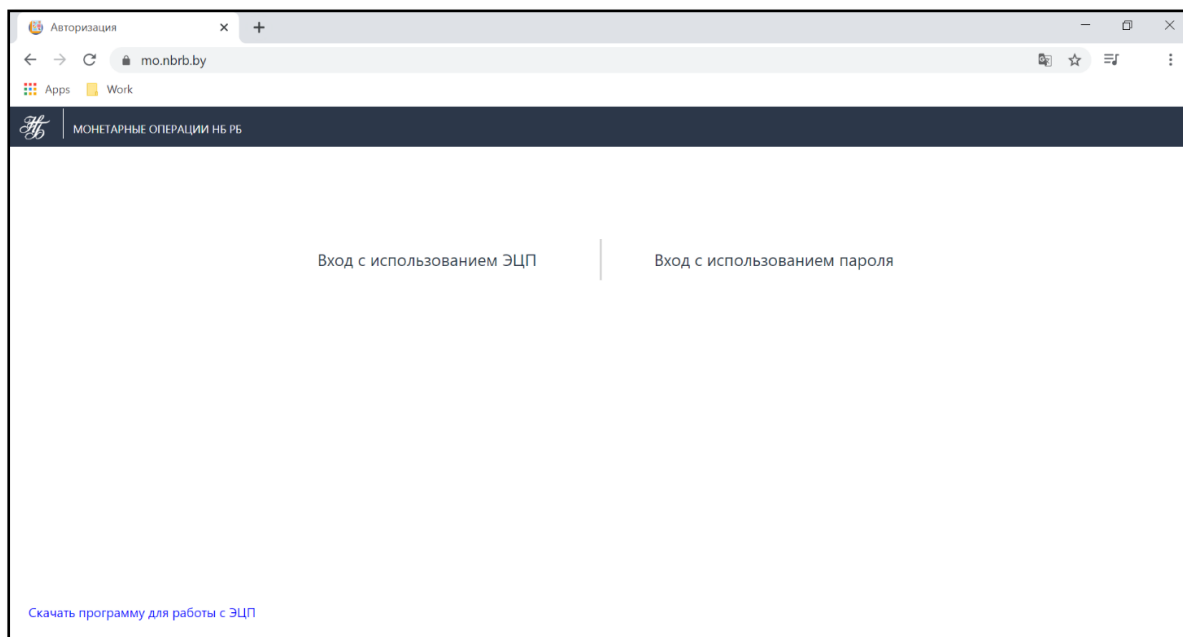 Авторизация
mo.nbrb.by
Apps Work
НБ МОНЕТАРНЫЕ ОПЕРАЦИИ НБ РБ
Вход с использованием ЭЦП Вход с использованием пароля
Скачать программу для работы с ЭЦП